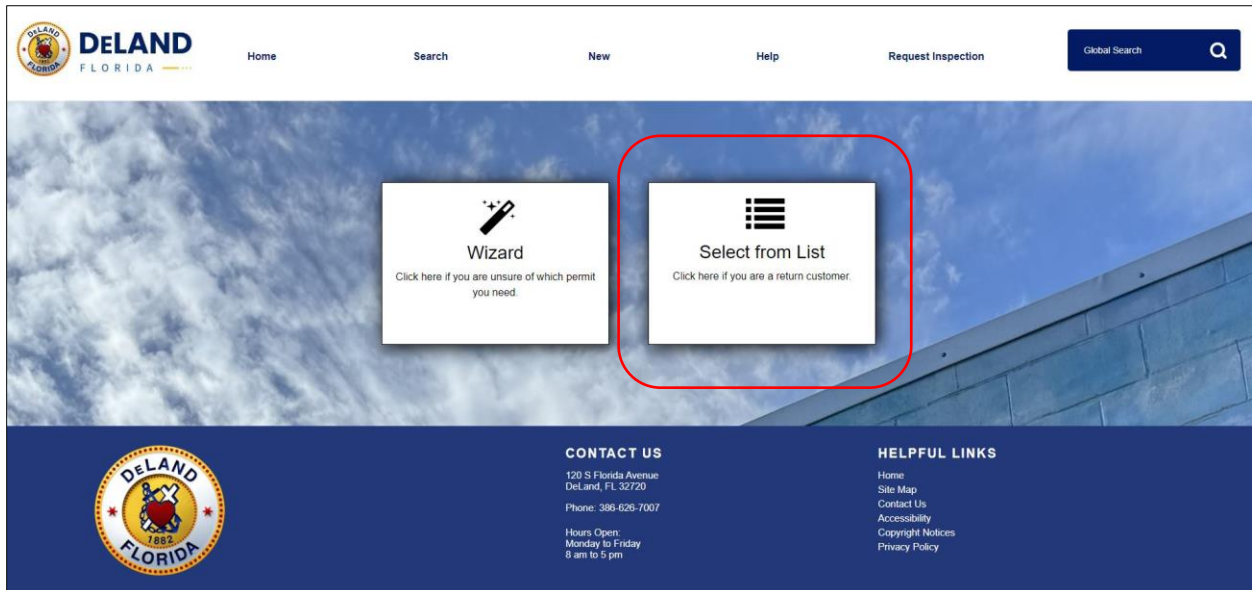 DELAND
FLORIDA
DELAND
FLORIDA
Home
Search
New
Help
Request Inspection
Global Search
Wizard
Click here if you are unsure of which permit
you need.
Select from List
Click here if you are a return customer.
DELAND
1882
FLORIDA
CONTACT US
120 S Florida Avenue
DeLand, FL 32720
Phone: 386-626-7007
Hours Open:
Monday to Friday
8 am to 5 pm
HELPFUL LINKS
Home
Site Map
Contact Us
Accessibility
Copyright Notices
Privacy Policy